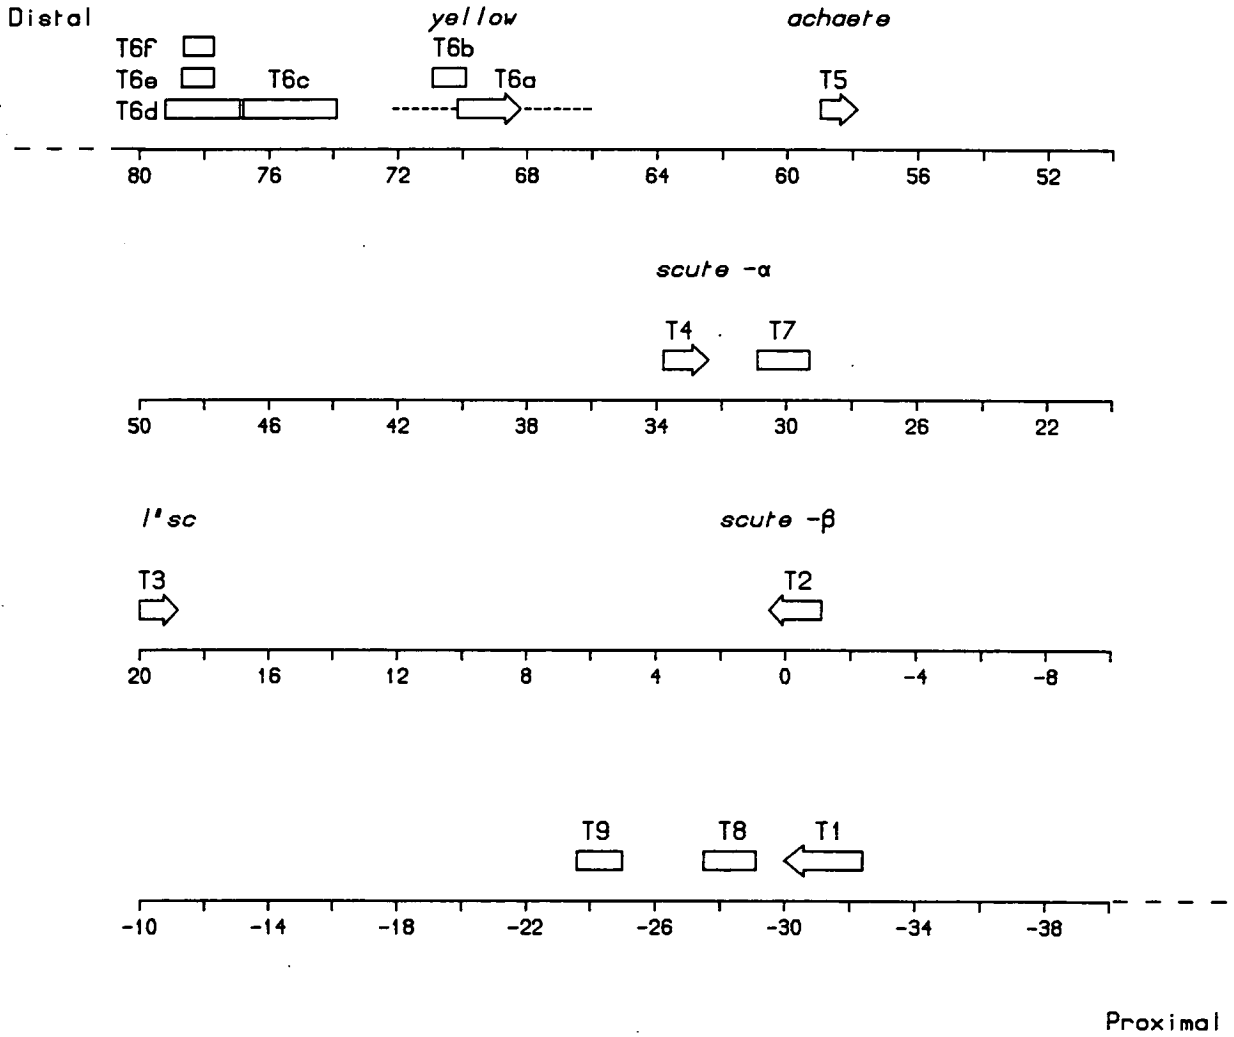 Distal yellow achaete
T6f T6b
T6e T6c T6a T5
T6d
80 76 72 68 64 60 56 52
scute -α
T4 T7
50 46 42 38 34 30 26 22
l'sc scute -β
T3 T2
20 16 12 8 4 0 -4 -8
T9 T8 T1
-10 -14 -18 -22 -26 -30 -34 -38
Proximal